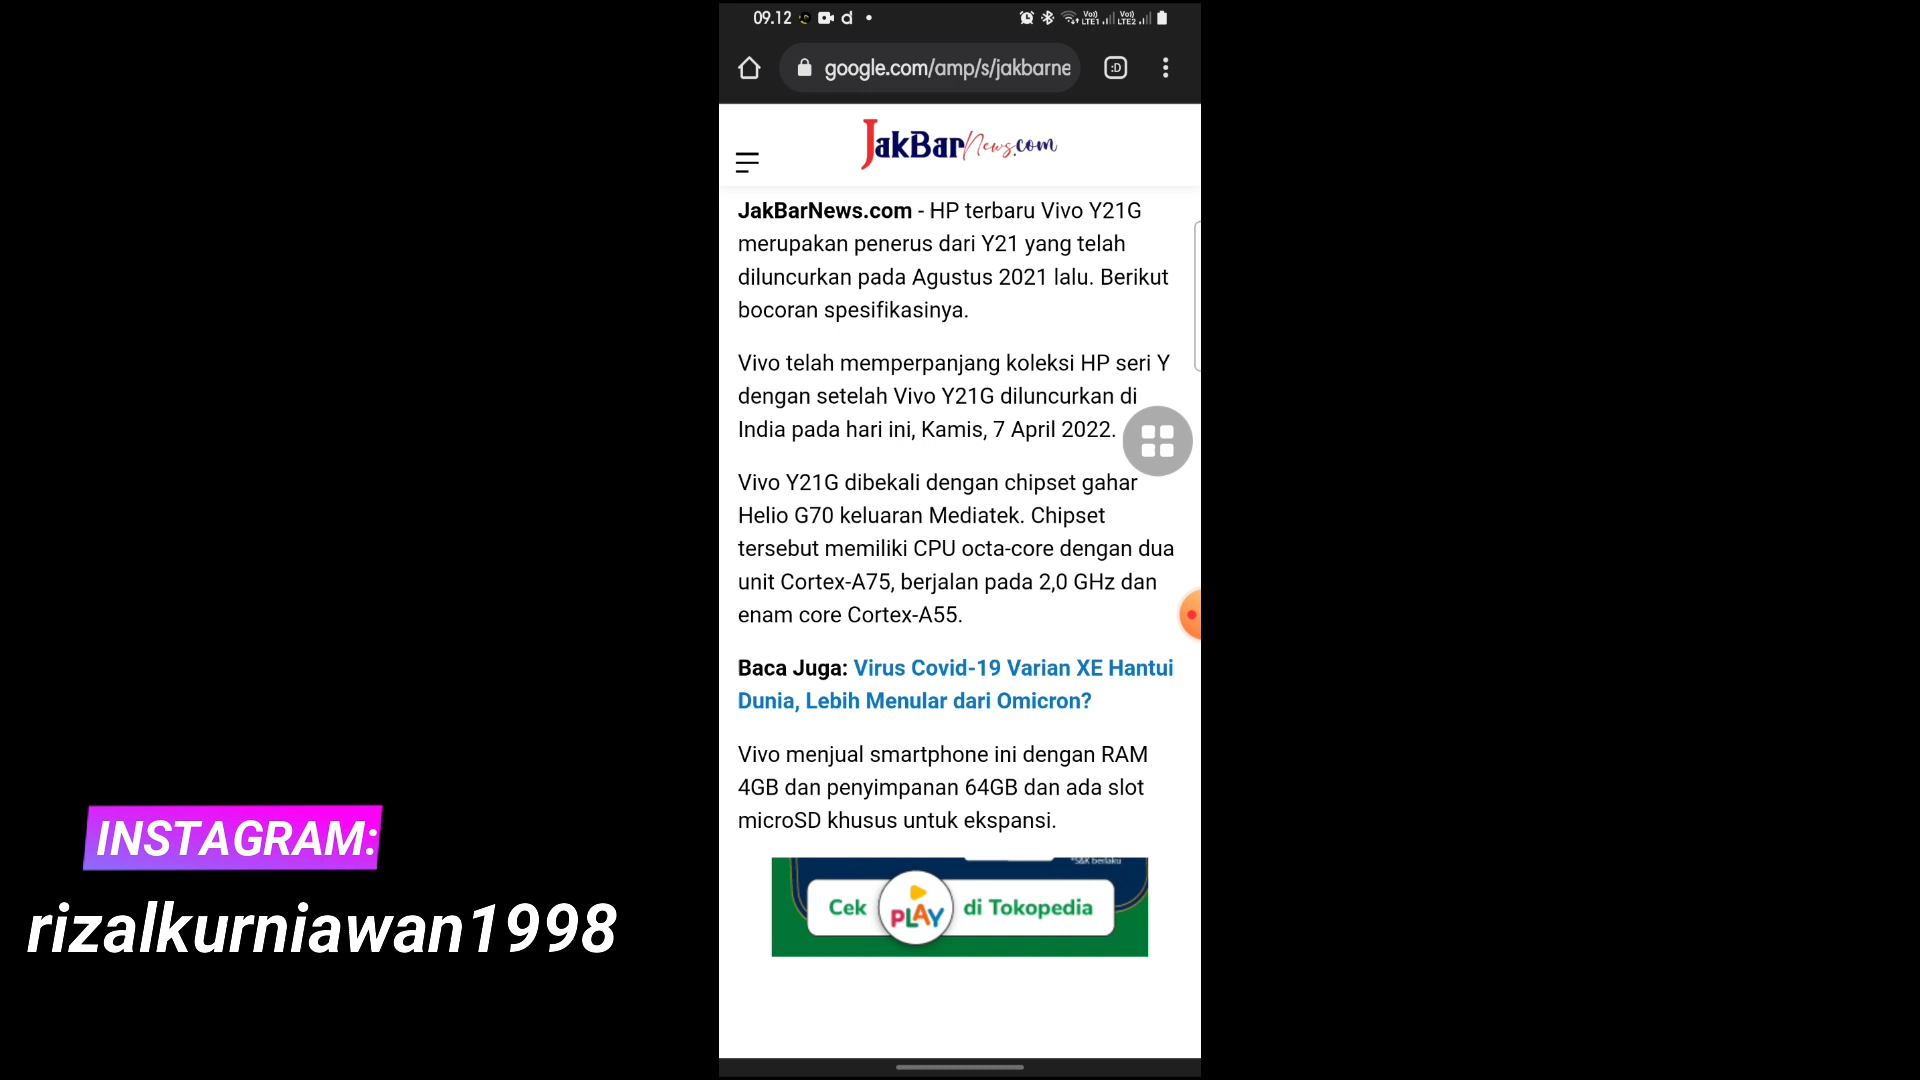 09.12
Vo)) LTE1 Vo)) LTE2
google.com/amp/s/jakbarne
:D
JakBarNews.com
JakBarNews.com - HP terbaru Vivo Y21G
merupakan penerus dari Y21 yang telah
diluncurkan pada Agustus 2021 lalu. Berikut
bocoran spesifikasinya.
Vivo telah memperpanjang koleksi HP seri Y
dengan setelah Vivo Y21G diluncurkan di
India pada hari ini, Kamis, 7 April 2022.
Vivo Y21G dibekali dengan chipset gahar
Helio G70 keluaran Mediatek. Chipset
tersebut memiliki CPU octa-core dengan dua
unit Cortex-A75, berjalan pada 2,0 GHz dan
enam core Cortex-A55.
Baca Juga: Virus Covid-19 Varian XE Hantui
Dunia, Lebih Menular dari Omicron?
Vivo menjual smartphone ini dengan RAM
4GB dan penyimpanan 64GB dan ada slot
microSD khusus untuk ekspansi.
*S&K berlaku
Cek PLAY di Tokopedia
INSTAGRAM:
rizalkurniawan1998